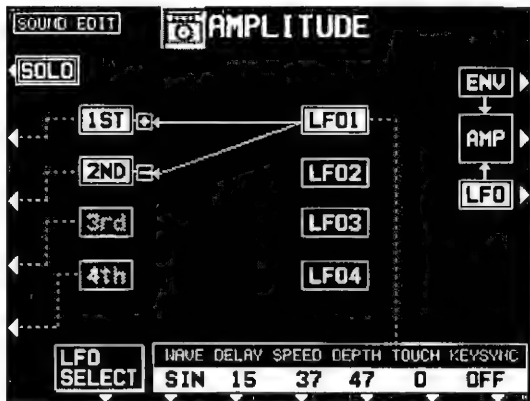 SOUND EDIT
AMPLITUDE
SOLO
ENV
1ST + LFO1
AMP
2ND - LFO2
LFO
3rd LFO3
4th LFO4
LFO SELECT
WAVE DELAY SPEED DEPTH TOUCH KEYSYNC
SIN 15 37 47 0 OFF